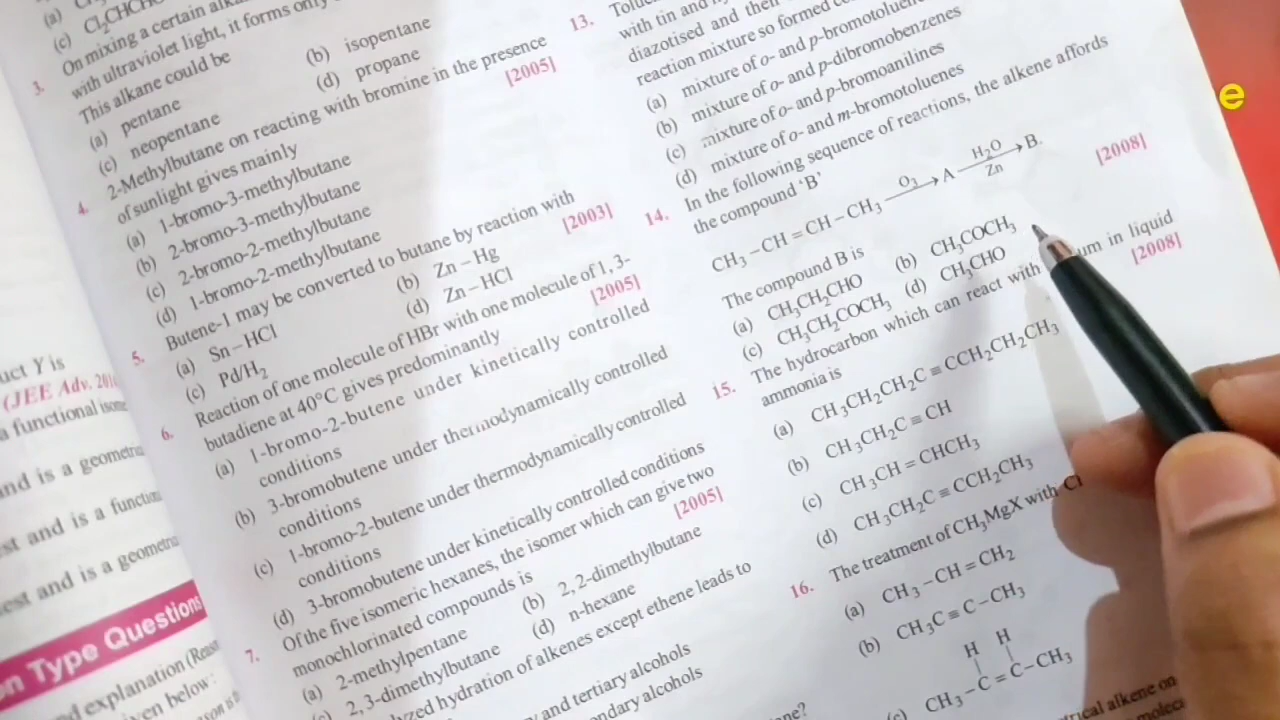 uct Y is
(JEE Adv. 201
a functional
and is a
and is a
st and is a
est and is a
on Type Questions
nd explanation
ven below:
(a)
(c) Cl₂CHCHCl
3. On mixing a certain
with ultraviolet light, it forms only
This alkane could be
(a) pentane
(b) isopentane
(c) neopentane
(d) propane
4. 2-Methylbutane on reacting with bromine in the presence
of sunlight gives mainly [2005]
(a) 1-bromo-3-methylbutane
(b) 2-bromo-3-methylbutane
(c) 2-bromo-2-methylbutane
(d) 1-bromo-2-methylbutane
5. Butene-1 may be converted to butane by reaction with
[2003]
(a) Sn – HCl
(b) Zn – Hg
(c) Pd/H₂
(d) Zn – HCl
6. Reaction of one molecule of HBr with one molecule of 1, 3-
butadiene at 40°C gives predominantly [2005]
(a) 1-bromo-2-butene under kinetically controlled
conditions
(b) 3-bromobutene under thermodynamically controlled
conditions
(c) 1-bromo-2-butene under thermodynamically controlled
conditions
(d) 3-bromobutene under kinetically controlled conditions
7. Of the five isomeric hexanes, the isomer which can give two
monochlorinated compounds is [2005]
(a) 2-methylpentane
(b) 2, 2-dimethylbutane
(c) 2, 3-dimethylbutane
(d) n-hexane
hydration of alkenes except ethene leads to
and tertiary alcohols
alcohols
13.
with tin and
diazotised and then
reaction mixture so formed
(a) mixture of o- and p-bromotoluenes
(b) mixture of o- and p-dibromobenzenes
(c) mixture of o- and p-bromoanilines
(d) mixture of o- and m-bromotoluenes
14. In the following sequence of reactions, the alkene affords
the compound ‘B’
CH₃ – CH = CH – CH₃ —O₃→ A —H₂O/Zn→ B.
The compound B is [2008]
(a) CH₃CH₂CHO
(b) CH₃COCH₃
(c) CH₃CH₂COCH₃
(d) CH₃CHO
15. The hydrocarbon which can react with in liquid
ammonia is [2008]
(a) CH₃CH₂CH₂C ≡ CCH₂CH₂CH₃
(b) CH₃CH₂C ≡ CH
(c) CH₃CH = CHCH₃
(d) CH₃CH₂C ≡ CCH₂CH₃
16. The treatment of CH₃MgX with
(a) CH₃ – CH = CH₂
(b) CH₃C ≡ C – CH₃
H H
(c) CH₃ – C = C – CH₃
alkene on
e